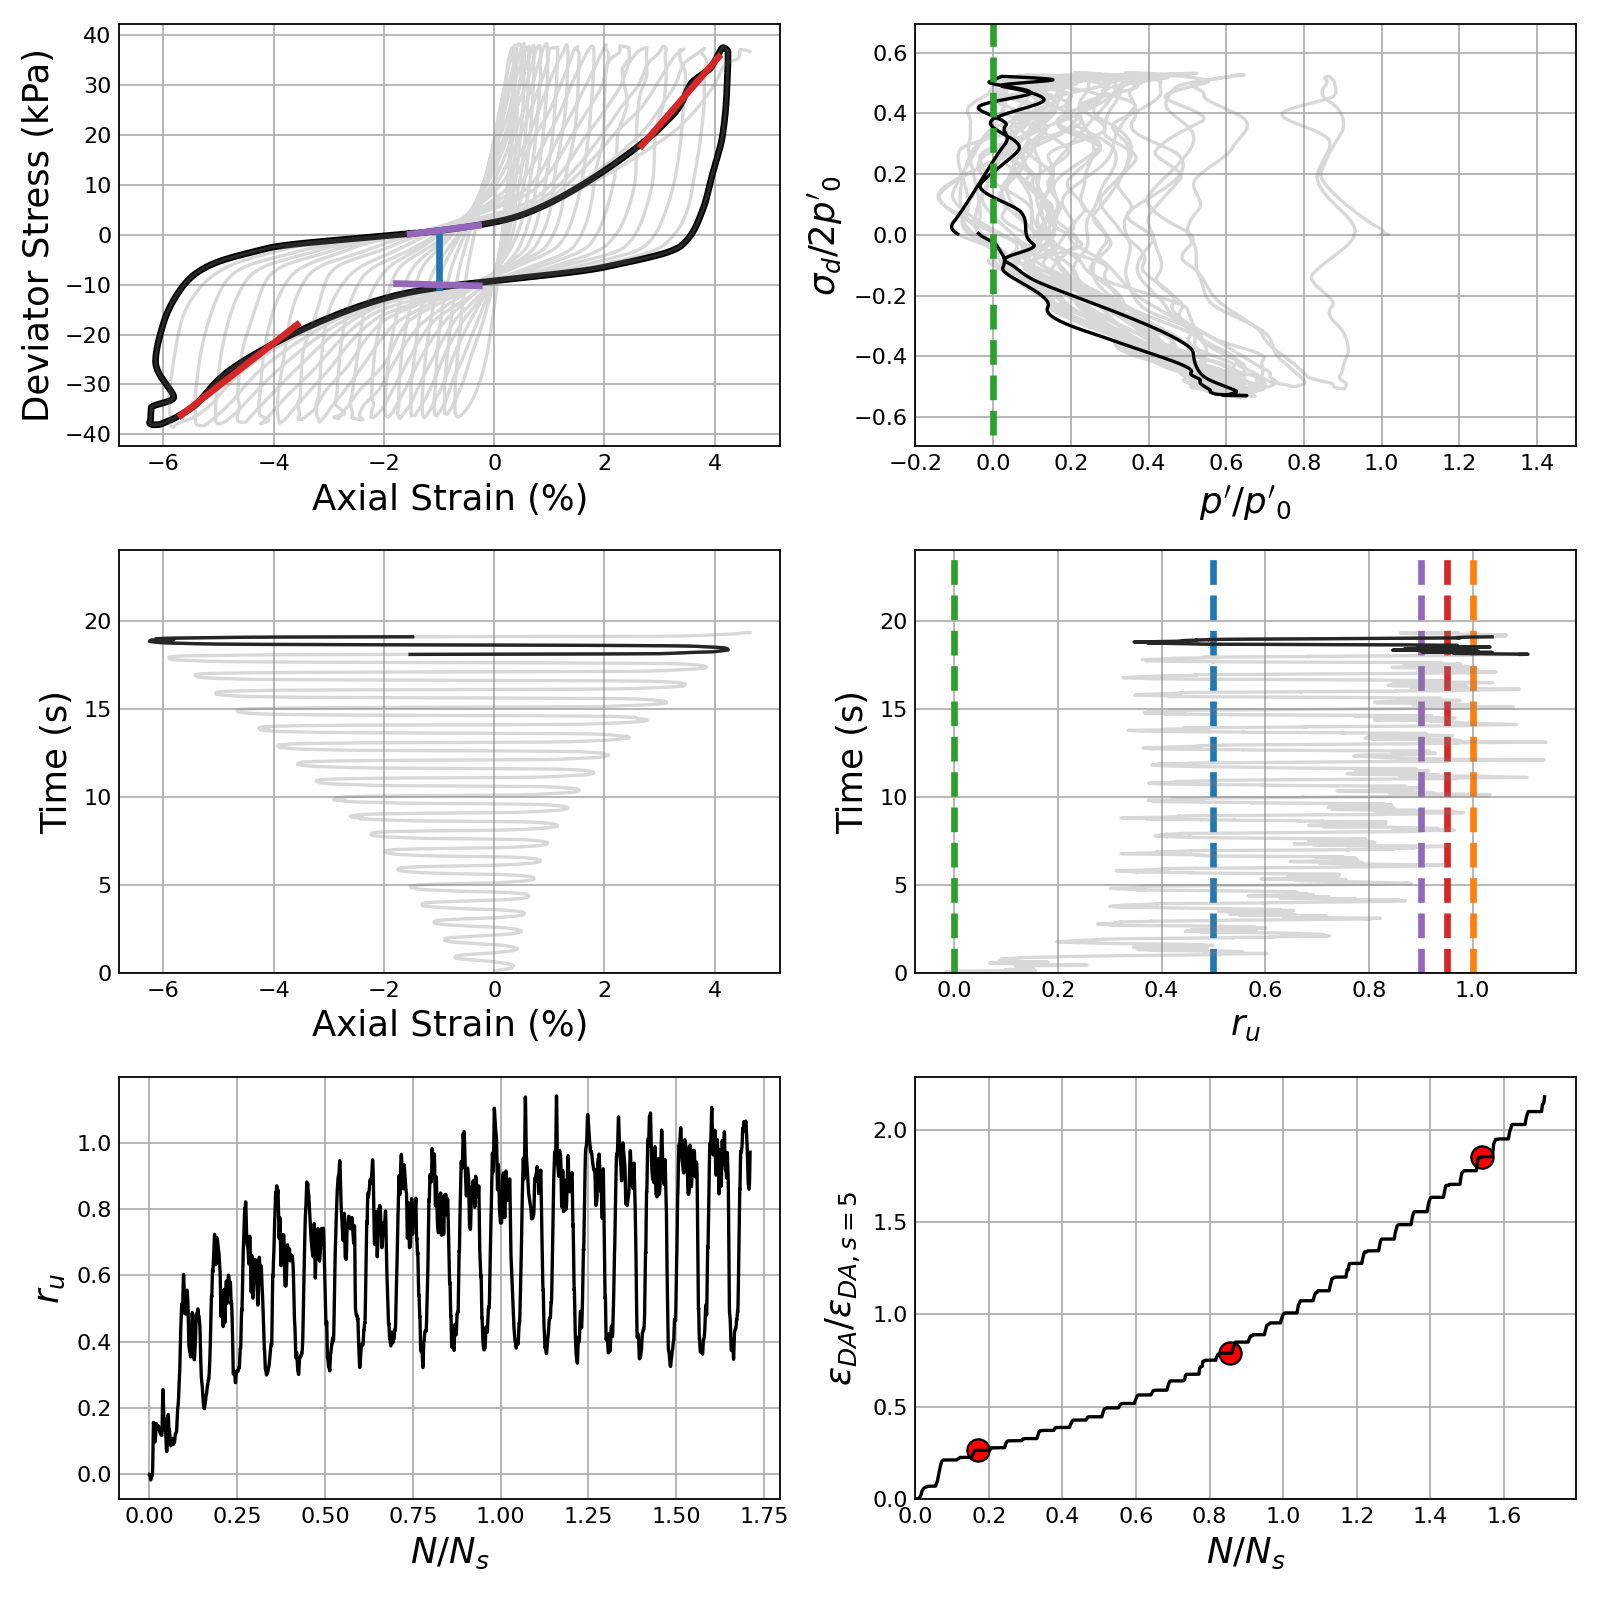 40
30
20
10
0
−10
−20
−30
−40
Deviator Stress (kPa)
−6 −4 −2 0 2 4
Axial Strain (%)
0.6
0.4
0.2
0.0
−0.2
−0.4
−0.6
σd/2p′0
−0.2 0.0 0.2 0.4 0.6 0.8 1.0 1.2 1.4
p′/p′0
20
15
10
5
0
Time (s)
−6 −4 −2 0 2 4
Axial Strain (%)
20
15
10
5
0
Time (s)
0.0 0.2 0.4 0.6 0.8 1.0
ru
1.0
0.8
0.6
0.4
0.2
0.0
ru
0.00 0.25 0.50 0.75 1.00 1.25 1.50 1.75
N/Ns
2.0
1.5
1.0
0.5
0.0
εDA/εDA, s = 5
0.0 0.2 0.4 0.6 0.8 1.0 1.2 1.4 1.6
N/Ns